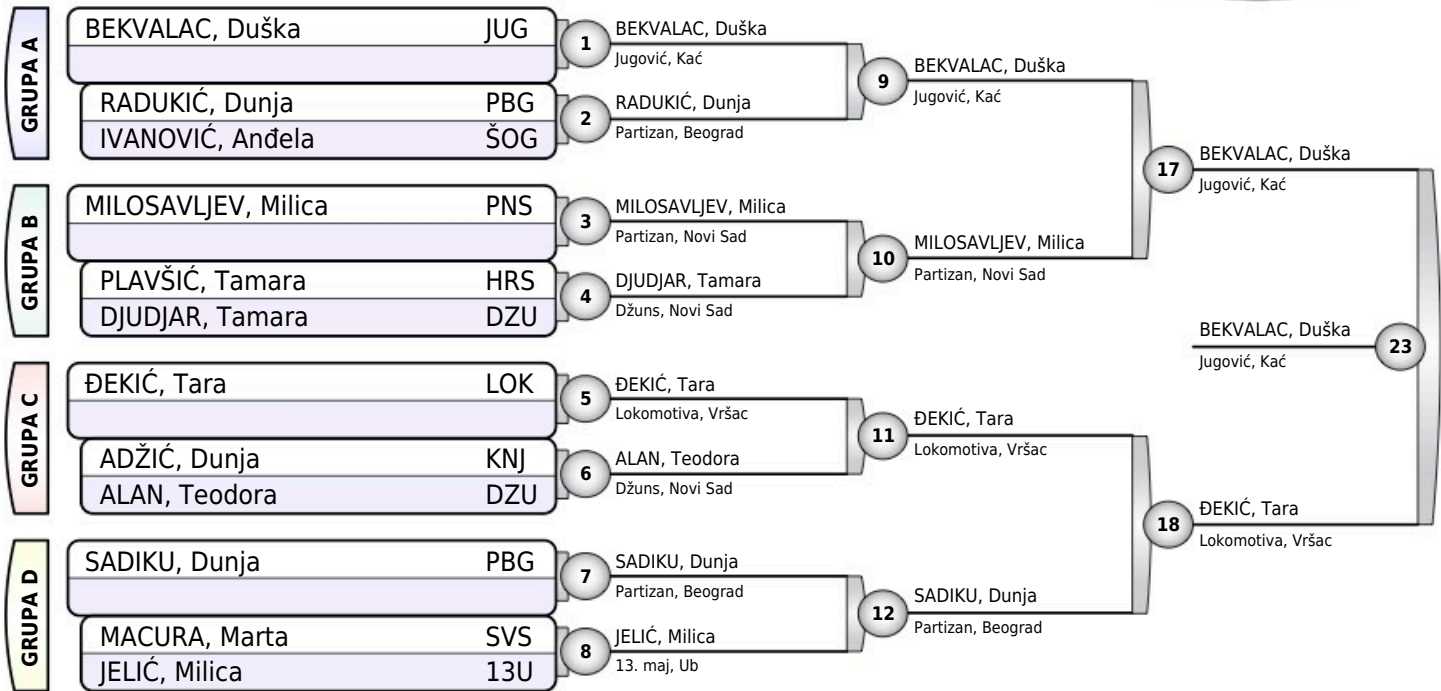 GRUPA A
BEKVALAC, Duška JUG
RADUKIĆ, Dunja PBG
IVANOVIĆ, Anđela ŠOG
GRUPA B
MILOSAVLJEV, Milica PNS
PLAVŠIĆ, Tamara HRS
DJUDJAR, Tamara DZU
GRUPA C
ĐEKIĆ, Tara LOK
ADŽIĆ, Dunja KNJ
ALAN, Teodora DZU
GRUPA D
SADIKU, Dunja PBG
MACURA, Marta SVS
JELIĆ, Milica 13U
1
BEKVALAC, Duška
Jugović, Kać
2
RADUKIĆ, Dunja
Partizan, Beograd
3
MILOSAVLJEV, Milica
Partizan, Novi Sad
4
DJUDJAR, Tamara
Džuns, Novi Sad
5
ĐEKIĆ, Tara
Lokomotiva, Vršac
6
ALAN, Teodora
Džuns, Novi Sad
7
SADIKU, Dunja
Partizan, Beograd
8
JELIĆ, Milica
13. maj, Ub
9
BEKVALAC, Duška
Jugović, Kać
10
MILOSAVLJEV, Milica
Partizan, Novi Sad
11
ĐEKIĆ, Tara
Lokomotiva, Vršac
12
SADIKU, Dunja
Partizan, Beograd
17
BEKVALAC, Duška
Jugović, Kać
18
ĐEKIĆ, Tara
Lokomotiva, Vršac
BEKVALAC, Duška
Jugović, Kać
23